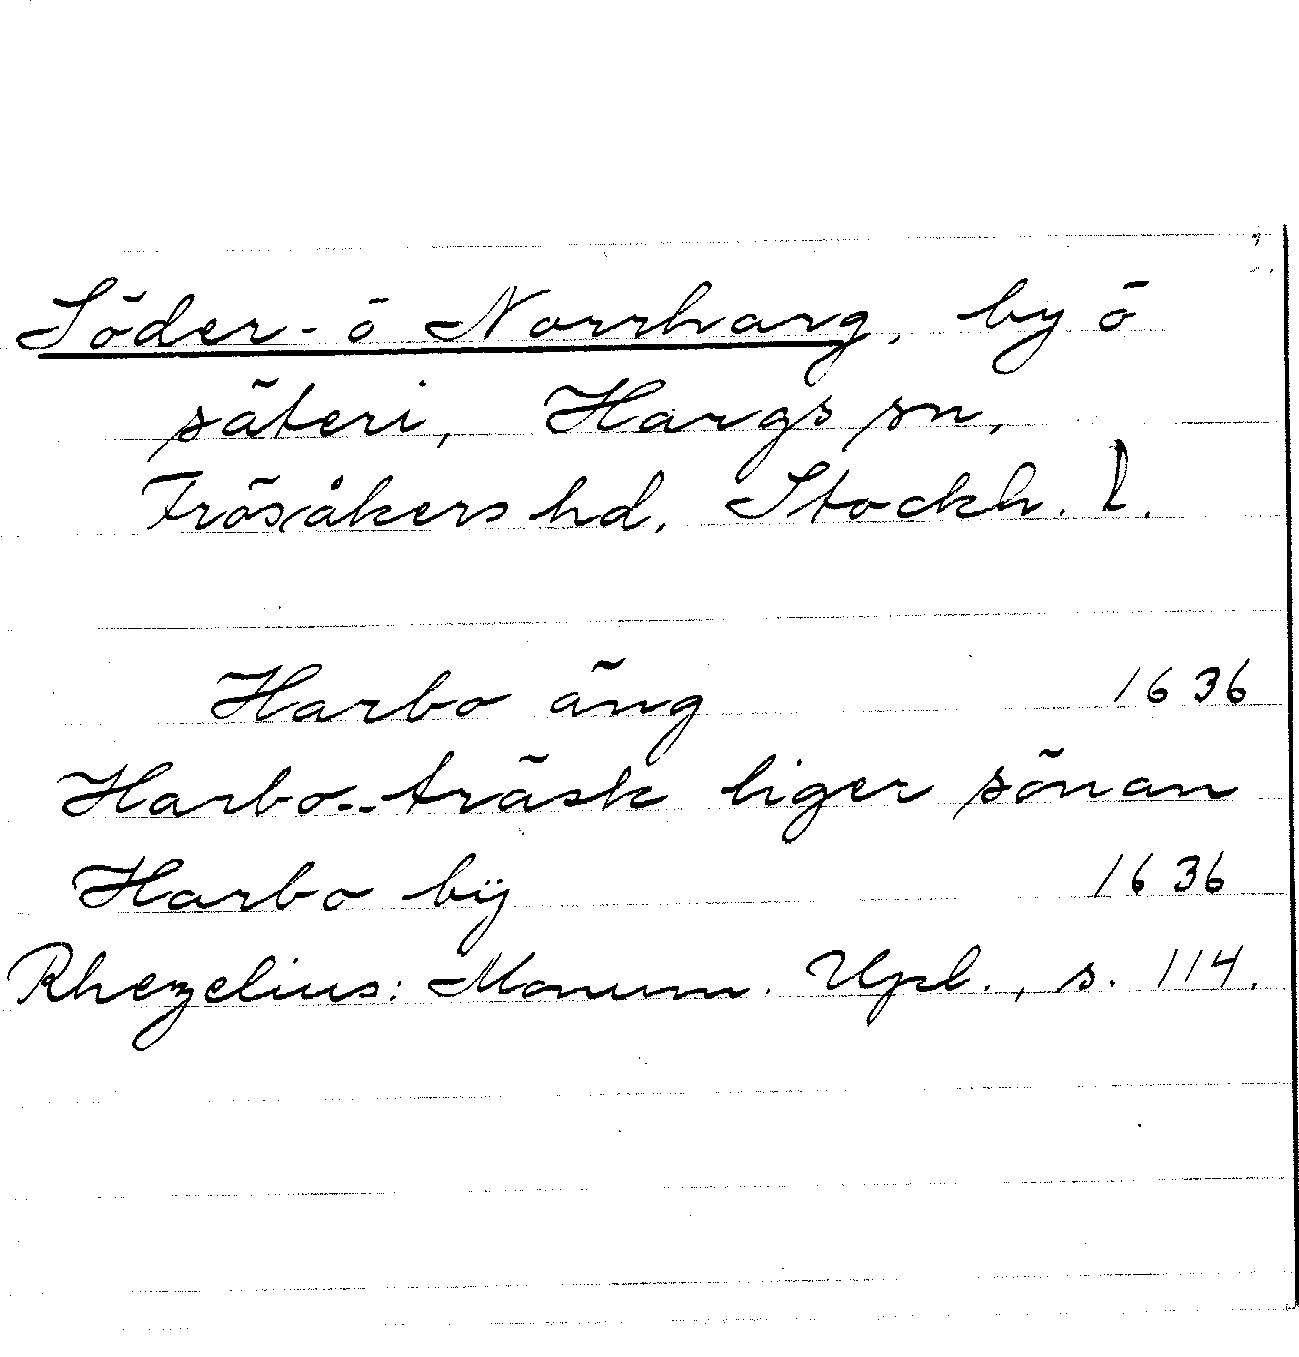 Söder- o Norrharg, by o
säteri, Hargs sn,
Frösåkers hd, Stockh. l.
Harbo äng 1636
Harbo-träsk liger sönan
Harbo bÿ 1636
Rhezelius: Monum. Upl., s. 114.